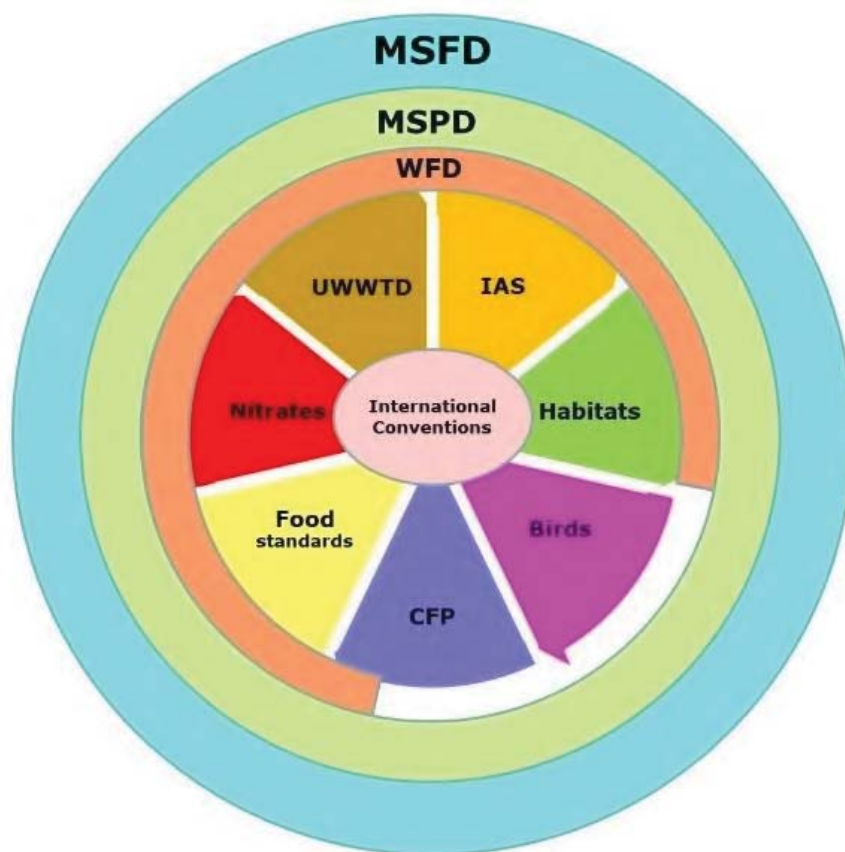 MSFD
MSPD
WFD
UWWTD
IAS
Nitrates
International
Conventions
Habitats
Food
standards
Birds
CFP